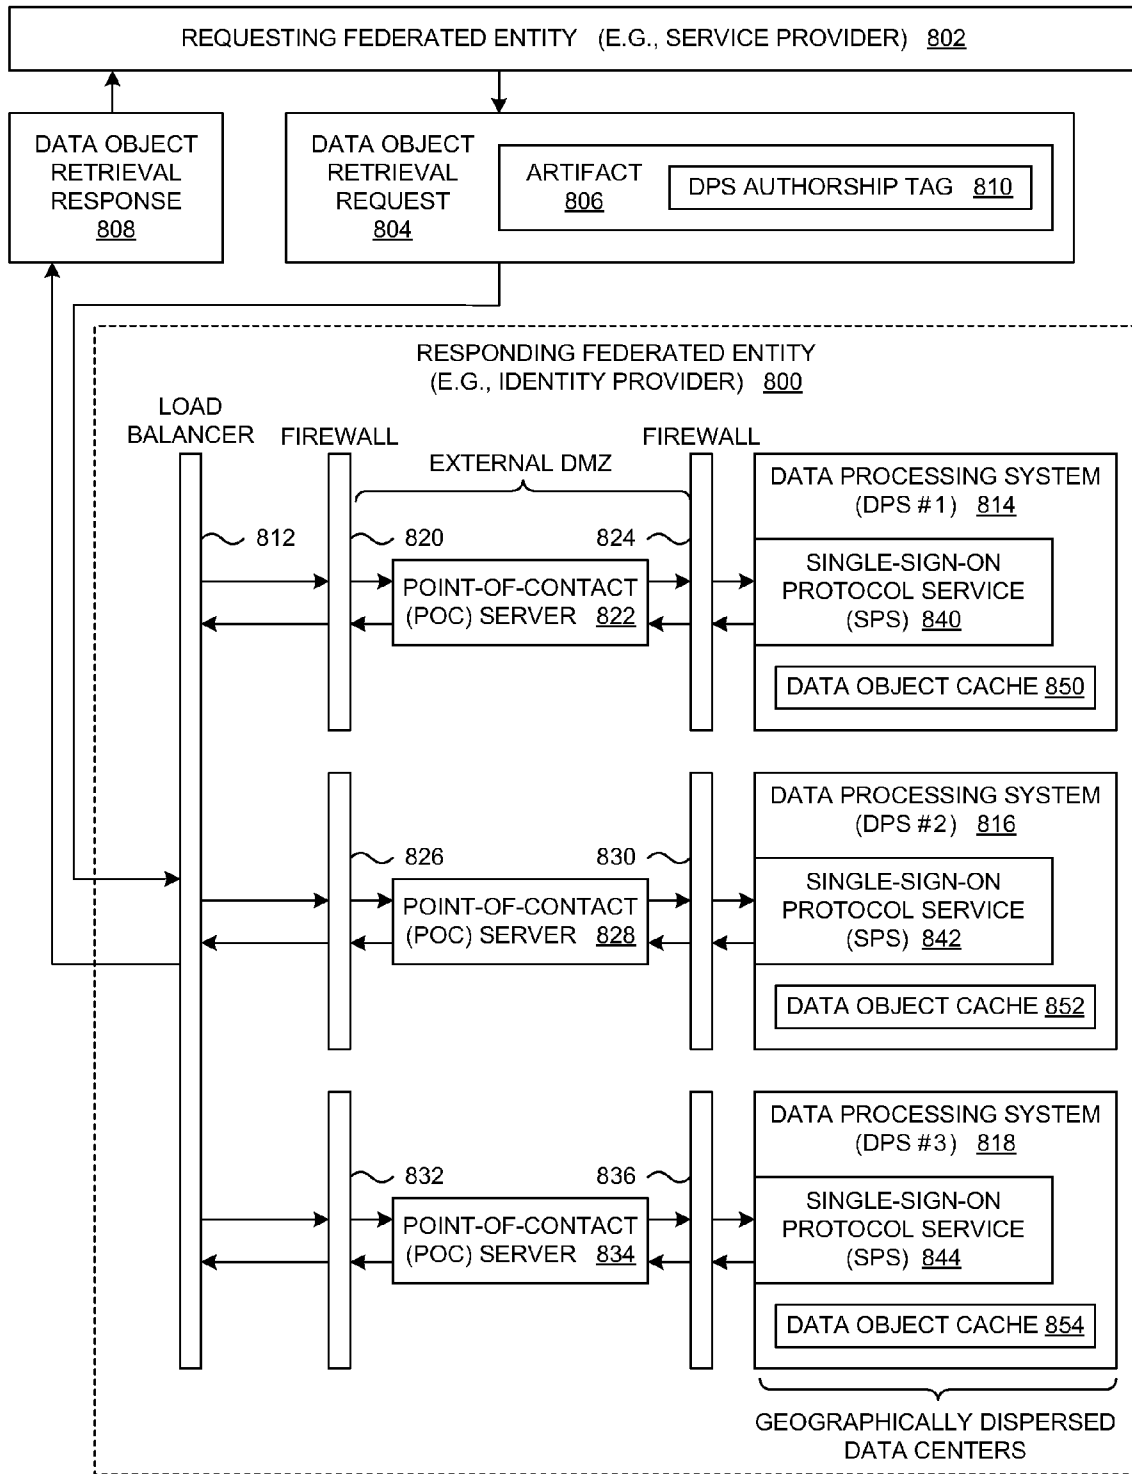 REQUESTING FEDERATED ENTITY (E.G., SERVICE PROVIDER) 802
DATA OBJECT
RETRIEVAL
RESPONSE
808
DATA OBJECT
RETRIEVAL
REQUEST
804
ARTIFACT
806
DPS AUTHORSHIP TAG 810
RESPONDING FEDERATED ENTITY
(E.G., IDENTITY PROVIDER) 800
LOAD
BALANCER
FIREWALL
EXTERNAL DMZ
FIREWALL
812
820
824
POINT-OF-CONTACT
(POC) SERVER 822
DATA PROCESSING SYSTEM
(DPS #1) 814
SINGLE-SIGN-ON
PROTOCOL SERVICE
(SPS) 840
DATA OBJECT CACHE 850
826
830
POINT-OF-CONTACT
(POC) SERVER 828
DATA PROCESSING SYSTEM
(DPS #2) 816
SINGLE-SIGN-ON
PROTOCOL SERVICE
(SPS) 842
DATA OBJECT CACHE 852
832
836
POINT-OF-CONTACT
(POC) SERVER 834
DATA PROCESSING SYSTEM
(DPS #3) 818
SINGLE-SIGN-ON
PROTOCOL SERVICE
(SPS) 844
DATA OBJECT CACHE 854
GEOGRAPHICALLY DISPERSED
DATA CENTERS